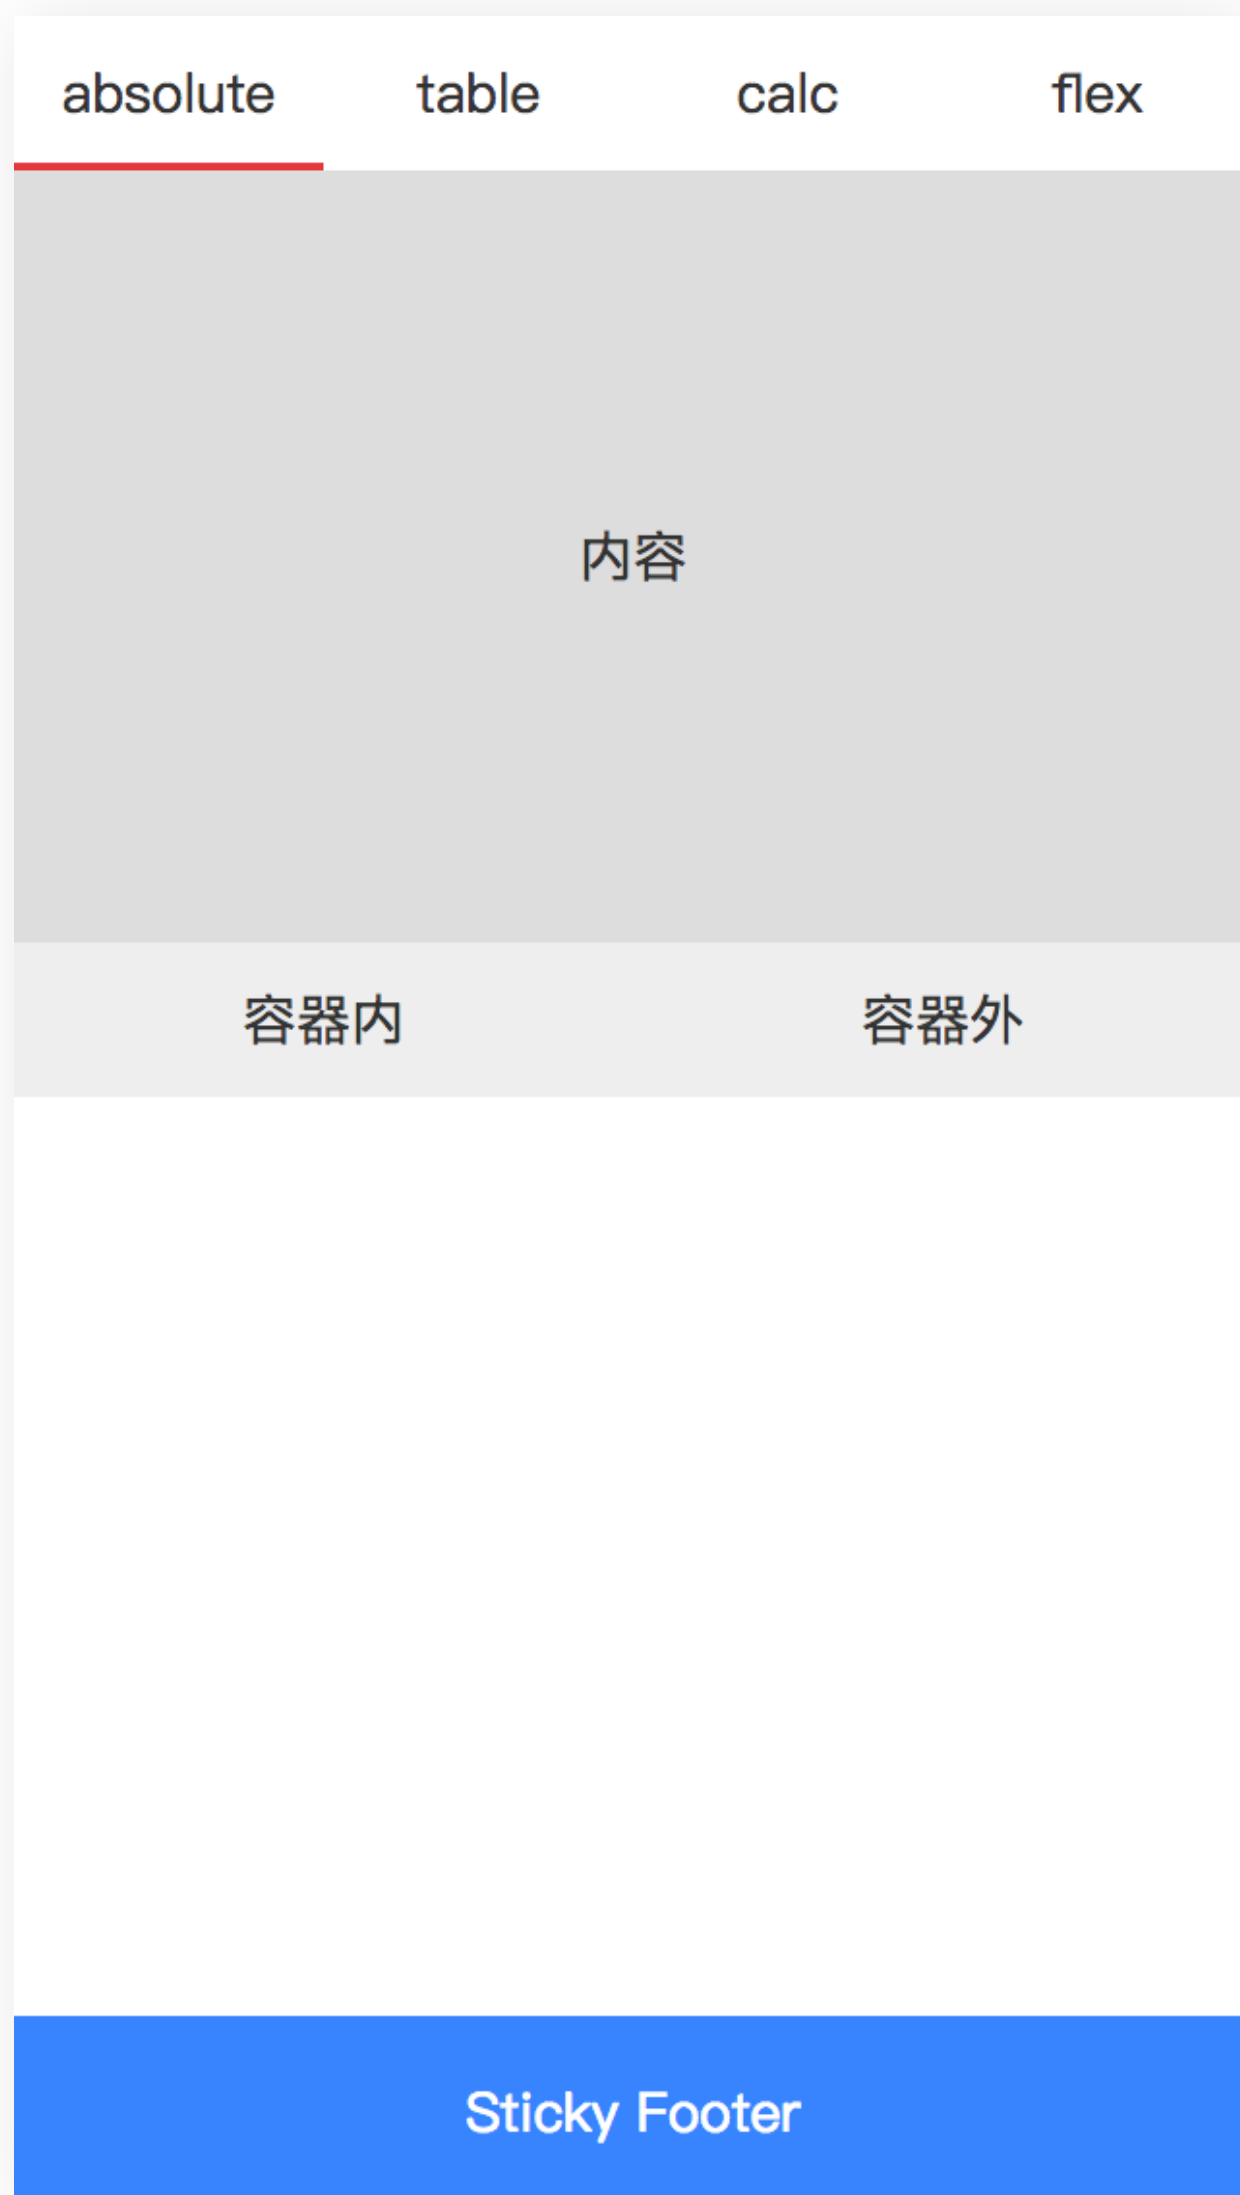 absolute table calc flex
内容
容器内 容器外
Sticky Footer